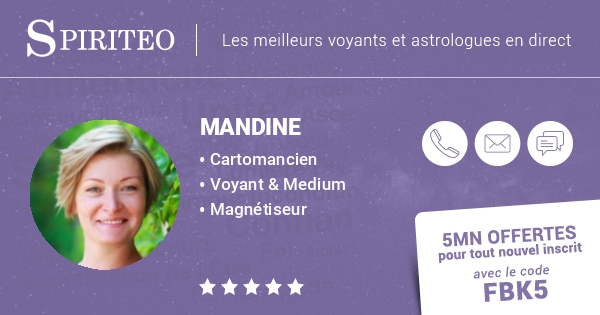 SPIRITEO
Les meilleurs voyants et astrologues en direct
MANDINE
• Cartomancien
• Voyant & Medium
• Magnétiseur
5MN OFFERTES
pour tout nouvel inscrit
avec le code
FBK5